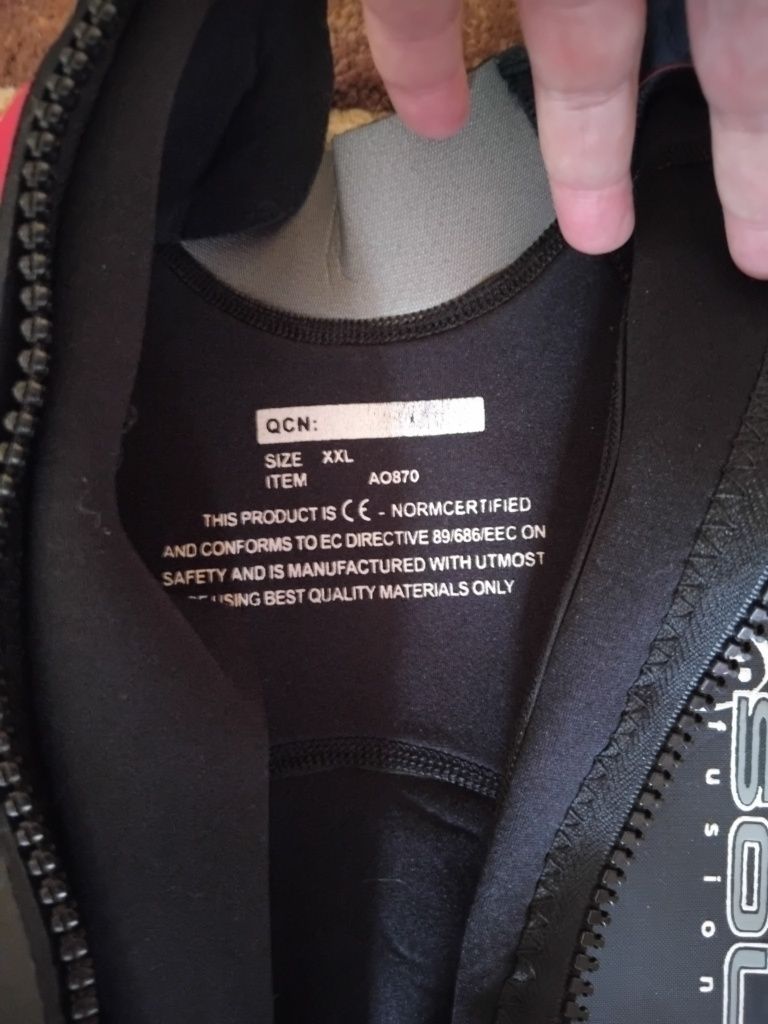 QCN:
SIZE XXL
ITEM AO870
THIS PRODUCT IS CE - NORMCERTIFIED
AND CONFORMS TO EC DIRECTIVE 89/686/EEC ON
SAFETY AND IS MANUFACTURED WITH UTMOST
USING BEST QUALITY MATERIALS ONLY
fusion